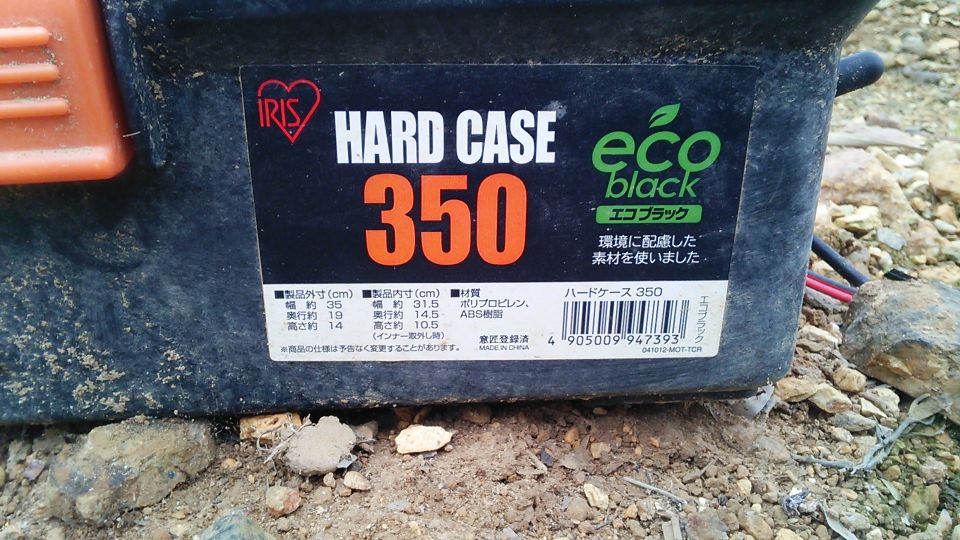 IRIS
HARD CASE
350
eco
black
エコブラック
環境に配慮した
素材を使いました
■製品外寸(cm)
幅 約 35
奥行約 19
高さ約 14
■製品内寸(cm)
幅 約 31.5
奥行約 14.5
高さ約 10.5
(インナー取外し時)
■材質
ポリプロピレン、
ABS樹脂
※商品の仕様は予告なく変更することがあります。
意匠登録済
MADE IN CHINA
ハードケース 350
4 905009 947393
041012-MOT-TCR
エコブラック